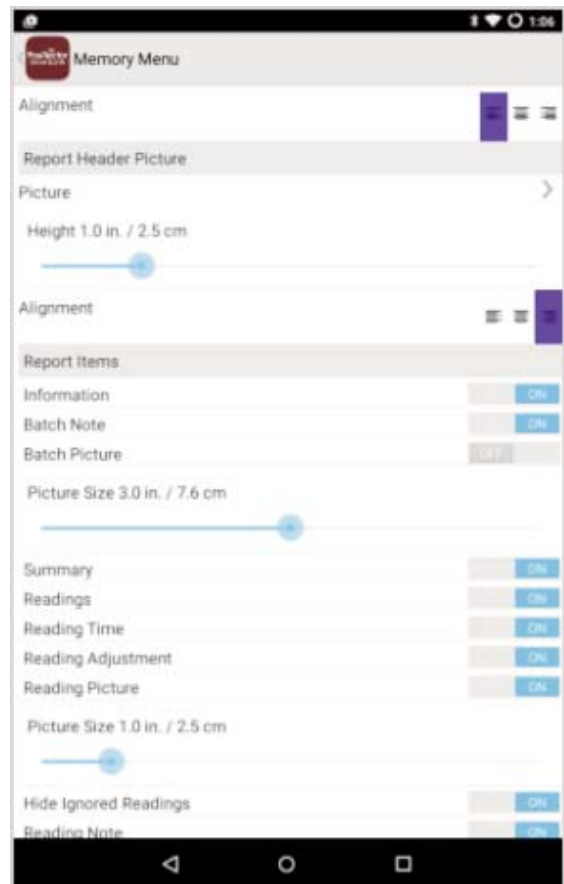 1:06
Memory Menu
Alignment
Report Header Picture
Picture
Height 1.0 in. / 2.5 cm
Alignment
Report Items
Information ON
Batch Note ON
Batch Picture OFF
Picture Size 3.0 in. / 7.6 cm
Summary ON
Readings ON
Reading Time ON
Reading Adjustment ON
Reading Picture ON
Picture Size 1.0 in. / 2.5 cm
Hide Ignored Readings ON
Reading Note ON